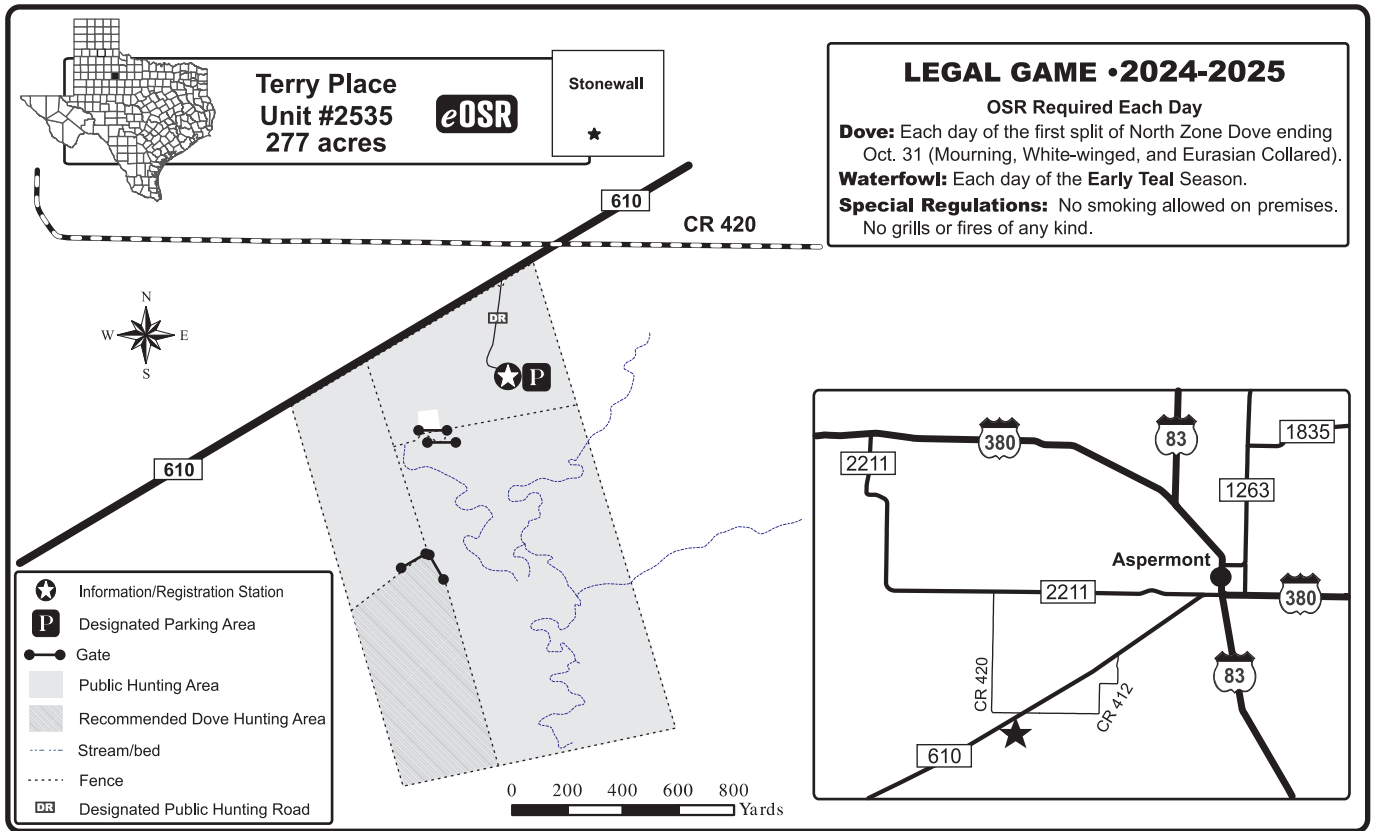 Terry Place
Unit #2535
277 acres
eOSR
Stonewall
LEGAL GAME •2024-2025
OSR Required Each Day
Dove: Each day of the first split of North Zone Dove ending
Oct. 31 (Mourning, White-winged, and Eurasian Collared).
Waterfowl: Each day of the Early Teal Season.
Special Regulations: No smoking allowed on premises.
No grills or fires of any kind.
610
CR 420
N
W E
S
DR
P
610
380
83
1835
2211
1263
Aspermont
2211
380
CR 420
CR 412
83
610
Information/Registration Station
P Designated Parking Area
Gate
Public Hunting Area
Recommended Dove Hunting Area
Stream/bed
Fence
DR Designated Public Hunting Road
0 200 400 600 800
Yards